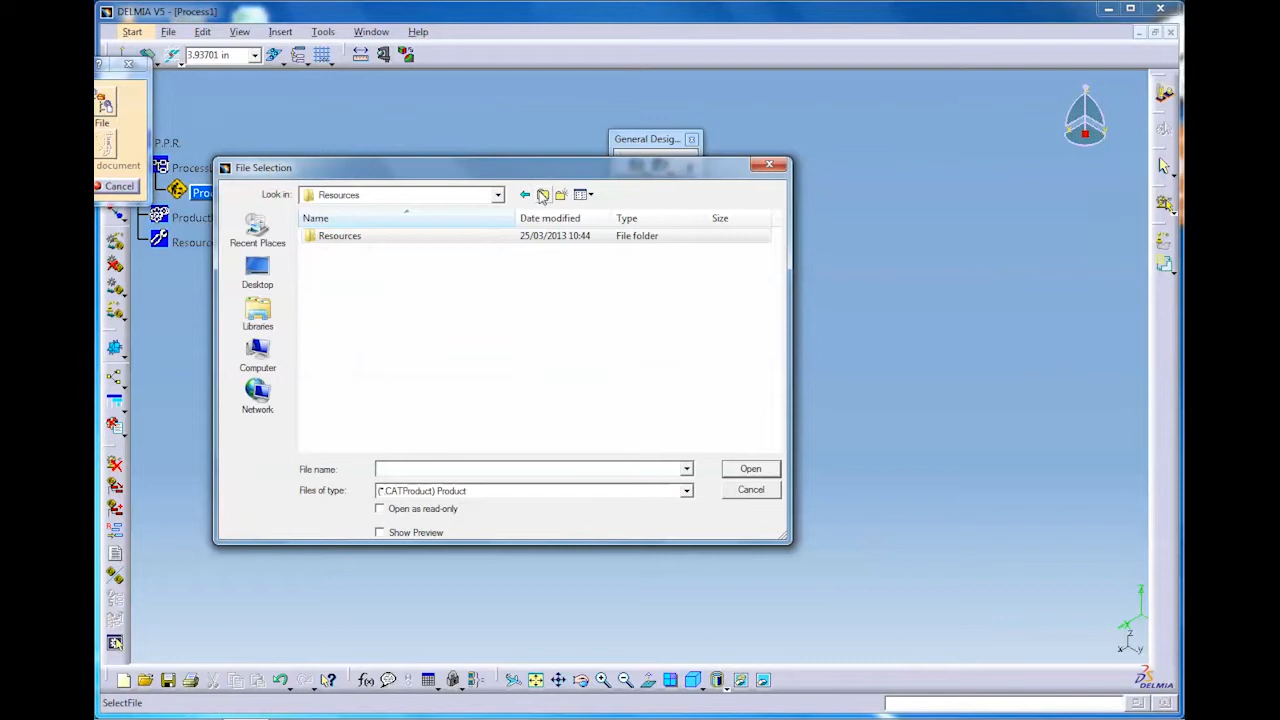 DELMIA V5 - [Process1]
Start File Edit View Insert Tools Window Help
3.93701 in
?
File
document
Cancel
P.P.R.
Process
Pro
Product
Resour
General Desig...
File Selection
Look in: Resources
Name Date modified Type Size
Resources 25/03/2013 10:44 File folder
Recent Places
Desktop
Libraries
Computer
Network
File name: Open
Files of type: (*.CATProduct) Product Cancel
Open as read-only
Show Preview
z
x
z
x y
f(x)
DELMIA
SelectFile